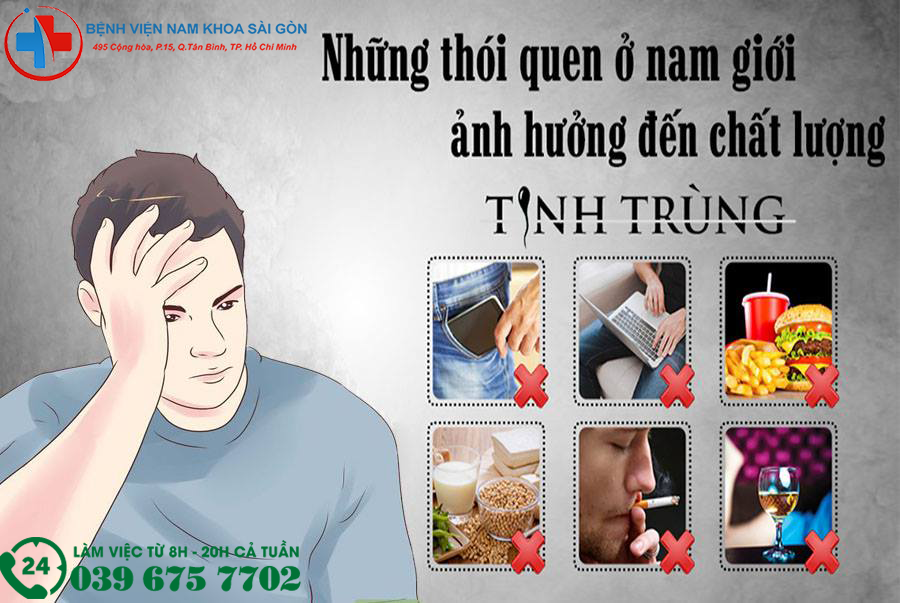 BỆNH VIỆN NAM KHOA SÀI GÒN
495 Cộng hòa, P.15, Q.Tân Bình, TP. Hồ Chí Minh
Những thói quen ở nam giới
ảnh hưởng đến chất lượng
TINH TRÙNG
24
LÀM VIỆC TỪ 8H - 20H CẢ TUẦN
039 675 7702